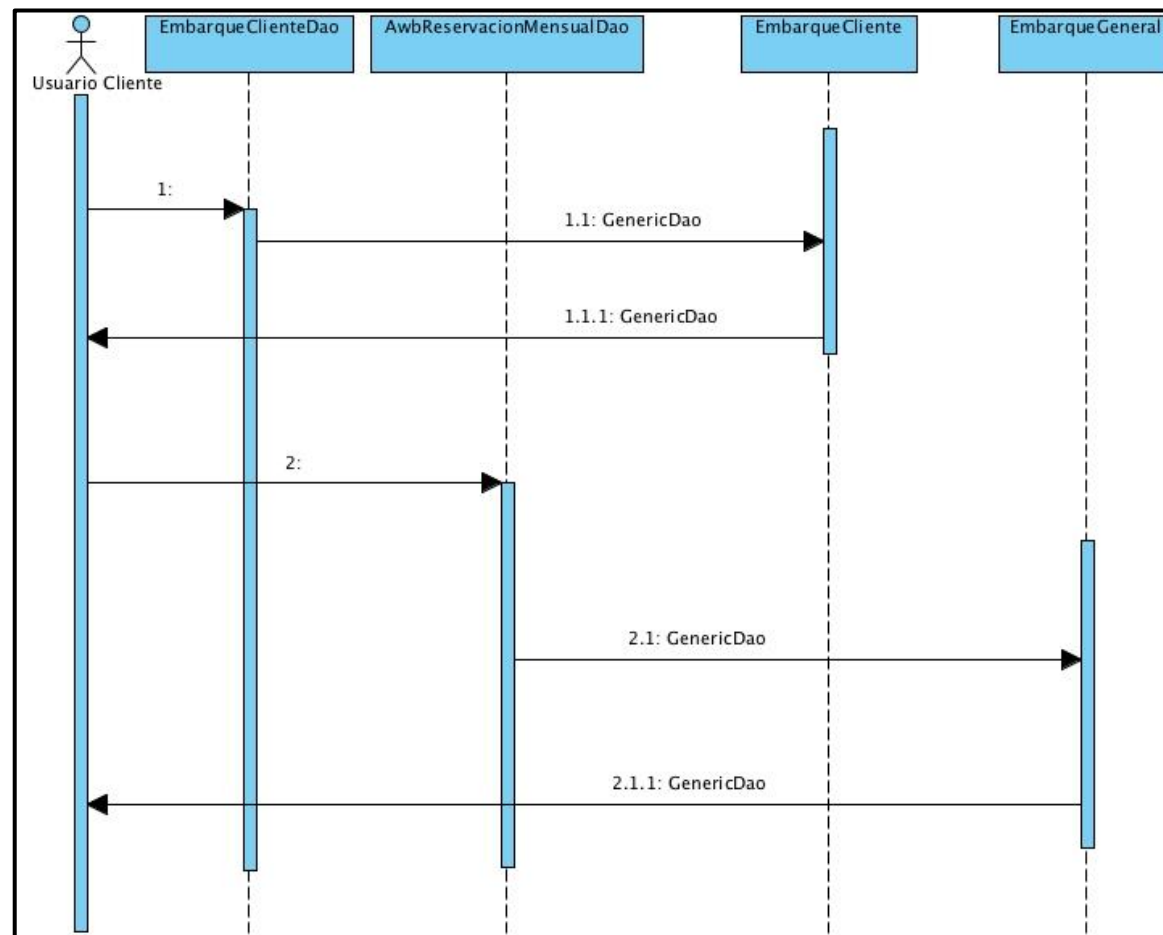 EmbarqueClienteDao
AwbReservacionMensualDao
EmbarqueCliente
EmbarqueGeneral
Usuario Cliente
1:
1.1: GenericDao
1.1.1: GenericDao
2:
2.1: GenericDao
2.1.1: GenericDao